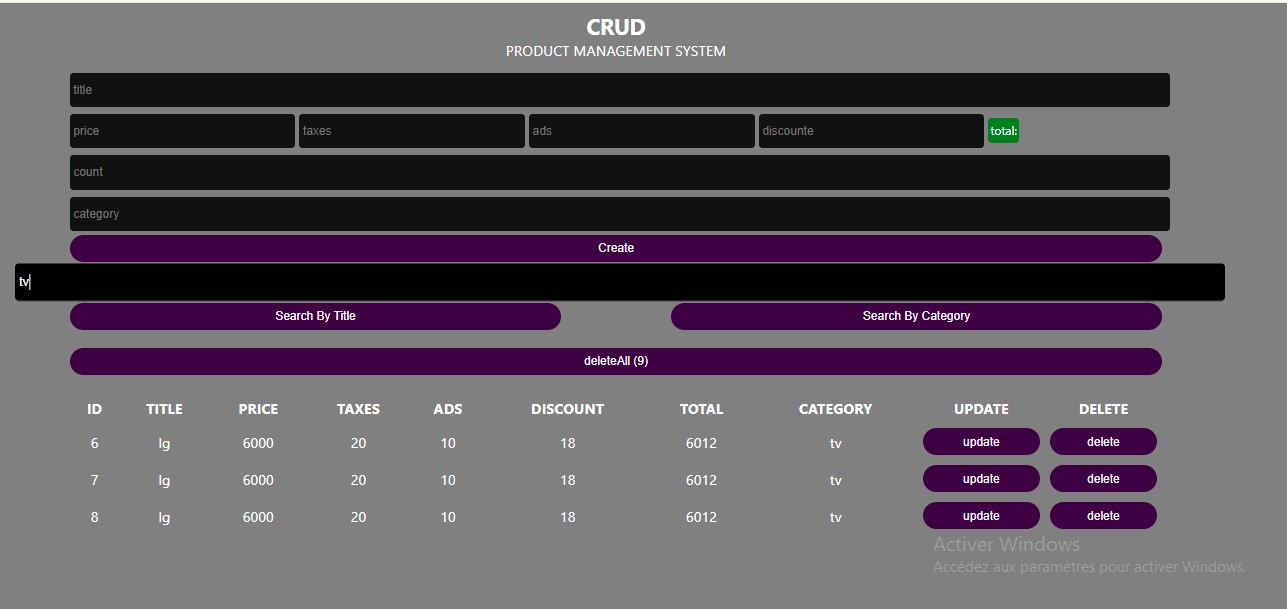 CRUD
PRODUCT MANAGEMENT SYSTEM
title
price taxes ads discounte total:
count
category
Create
tv
Search By Title Search By Category
deleteAll (9)
ID TITLE PRICE TAXES ADS DISCOUNT TOTAL CATEGORY UPDATE DELETE
6 lg 6000 20 10 18 6012 tv update delete
7 lg 6000 20 10 18 6012 tv update delete
8 lg 6000 20 10 18 6012 tv update delete
Activer Windows
Accédez aux paramètres pour activer Windows.